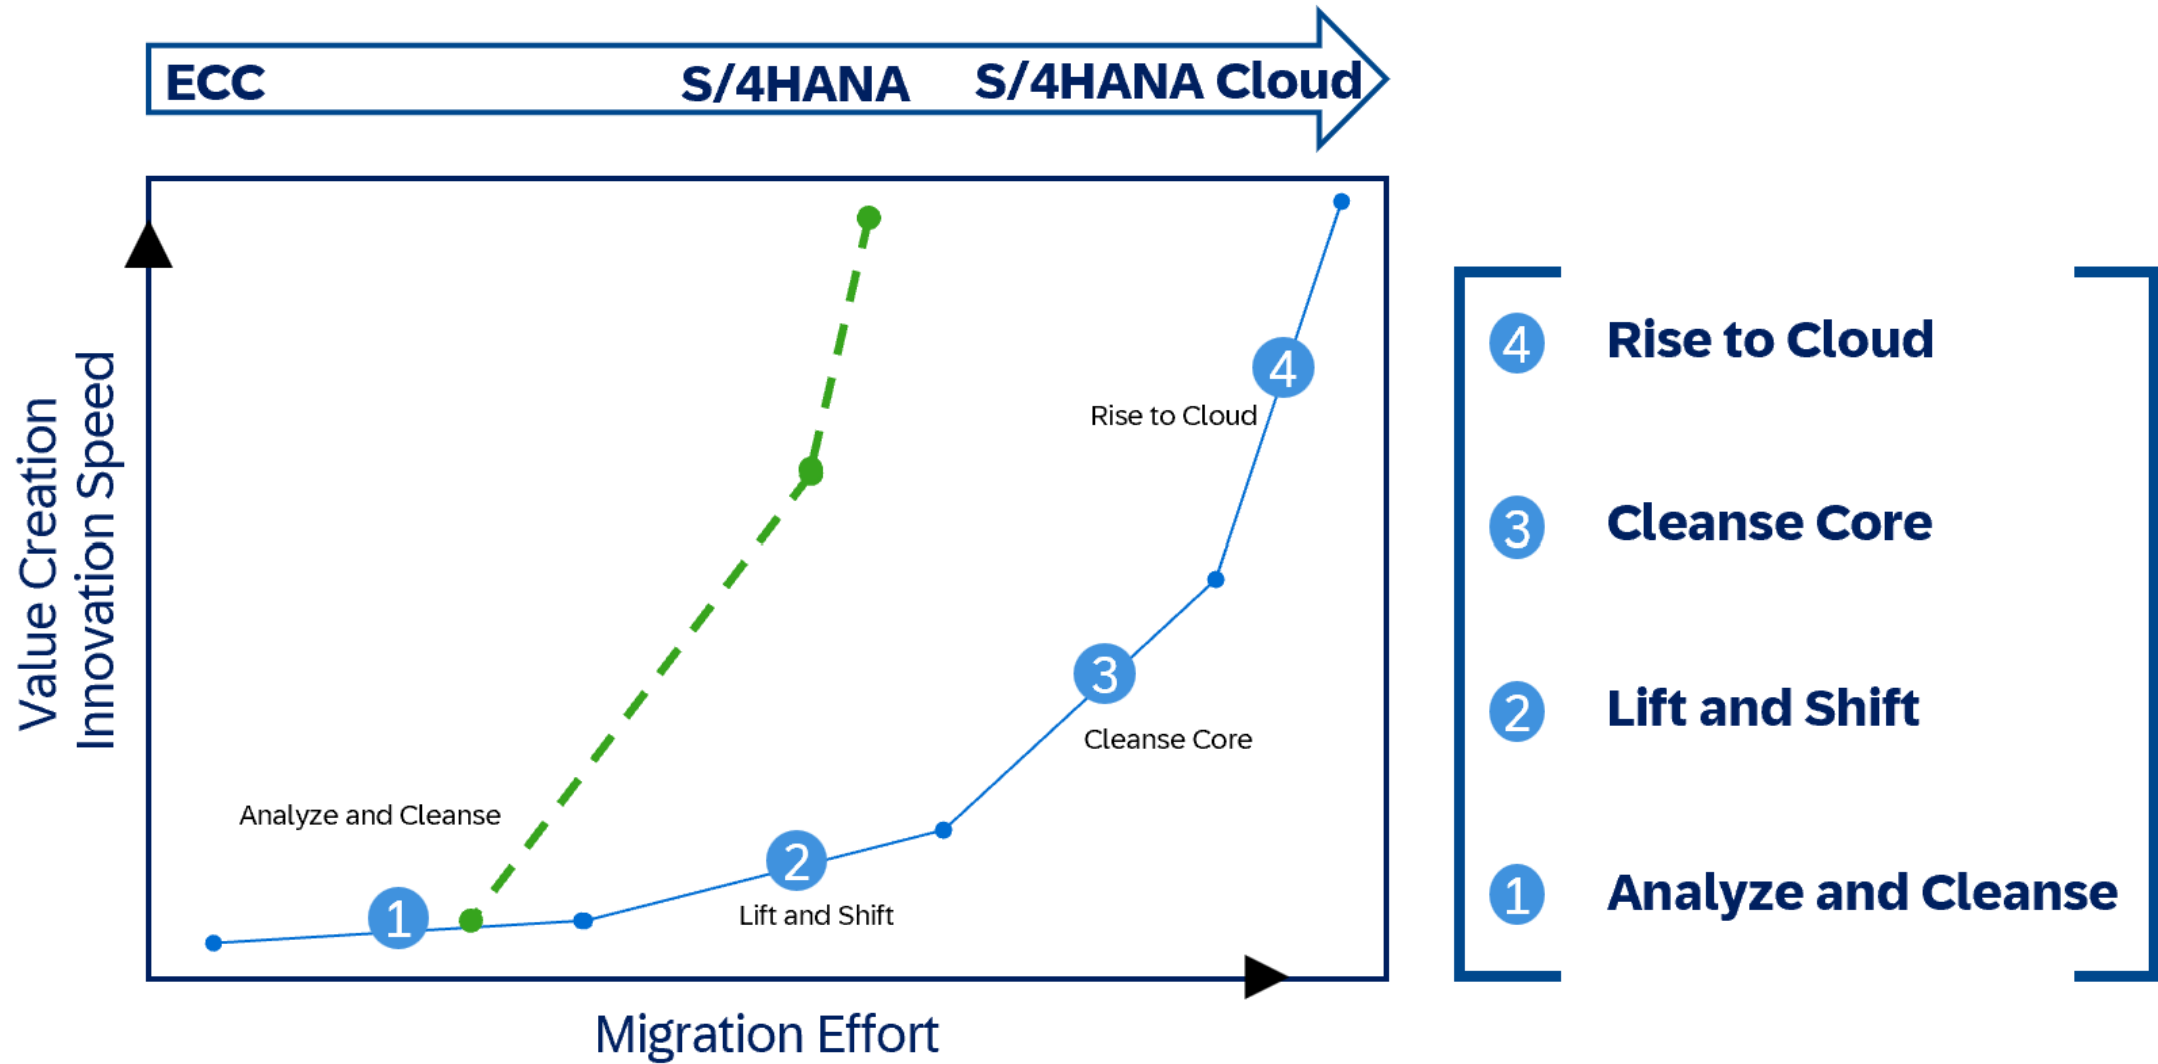 ECC
S/4HANA
S/4HANA Cloud
Value Creation
Innovation Speed
4
Rise to Cloud
3
Cleanse Core
Analyze and Cleanse
2
Lift and Shift
1
Migration Effort
4 Rise to Cloud
3 Cleanse Core
2 Lift and Shift
1 Analyze and Cleanse